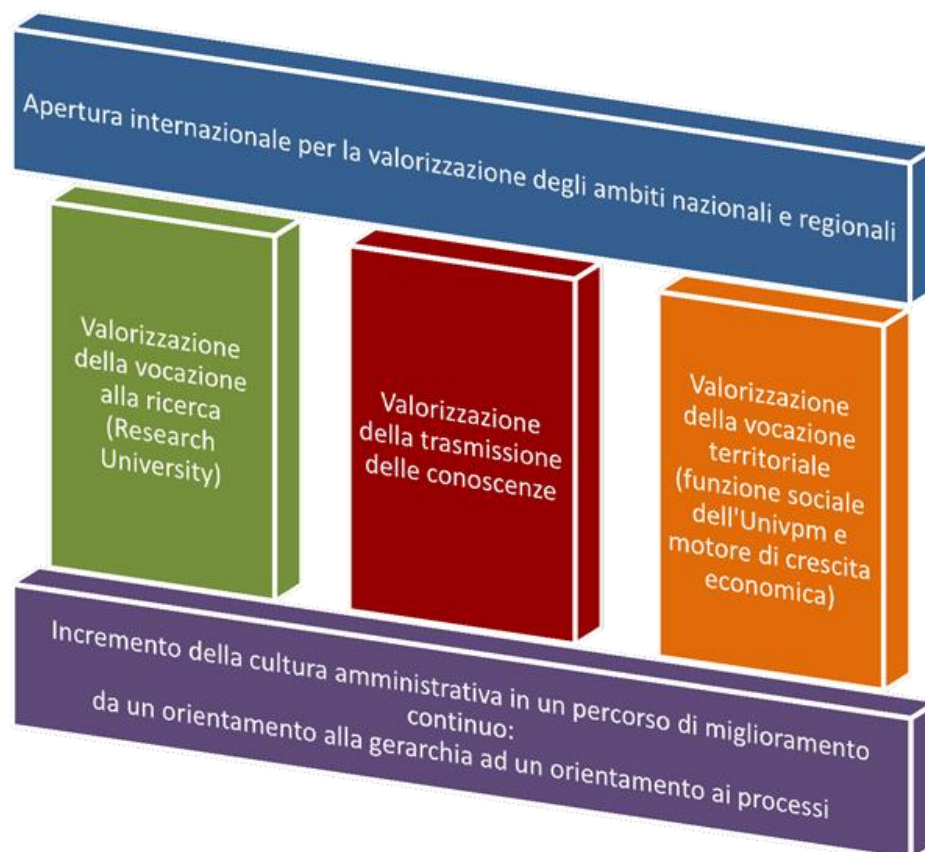 Apertura internazionale per la valorizzazione degli ambiti nazionali e regionali
Valorizzazione
della vocazione
alla ricerca
(Research
University)
Valorizzazione
della trasmissione
delle conoscenze
Valorizzazione
della vocazione
territoriale
(funzione sociale
dell'Univpm e
motore di crescita
economica)
Incremento della cultura amministrativa in un percorso di miglioramento
continuo:
da un orientamento alla gerarchia ad un orientamento ai processi